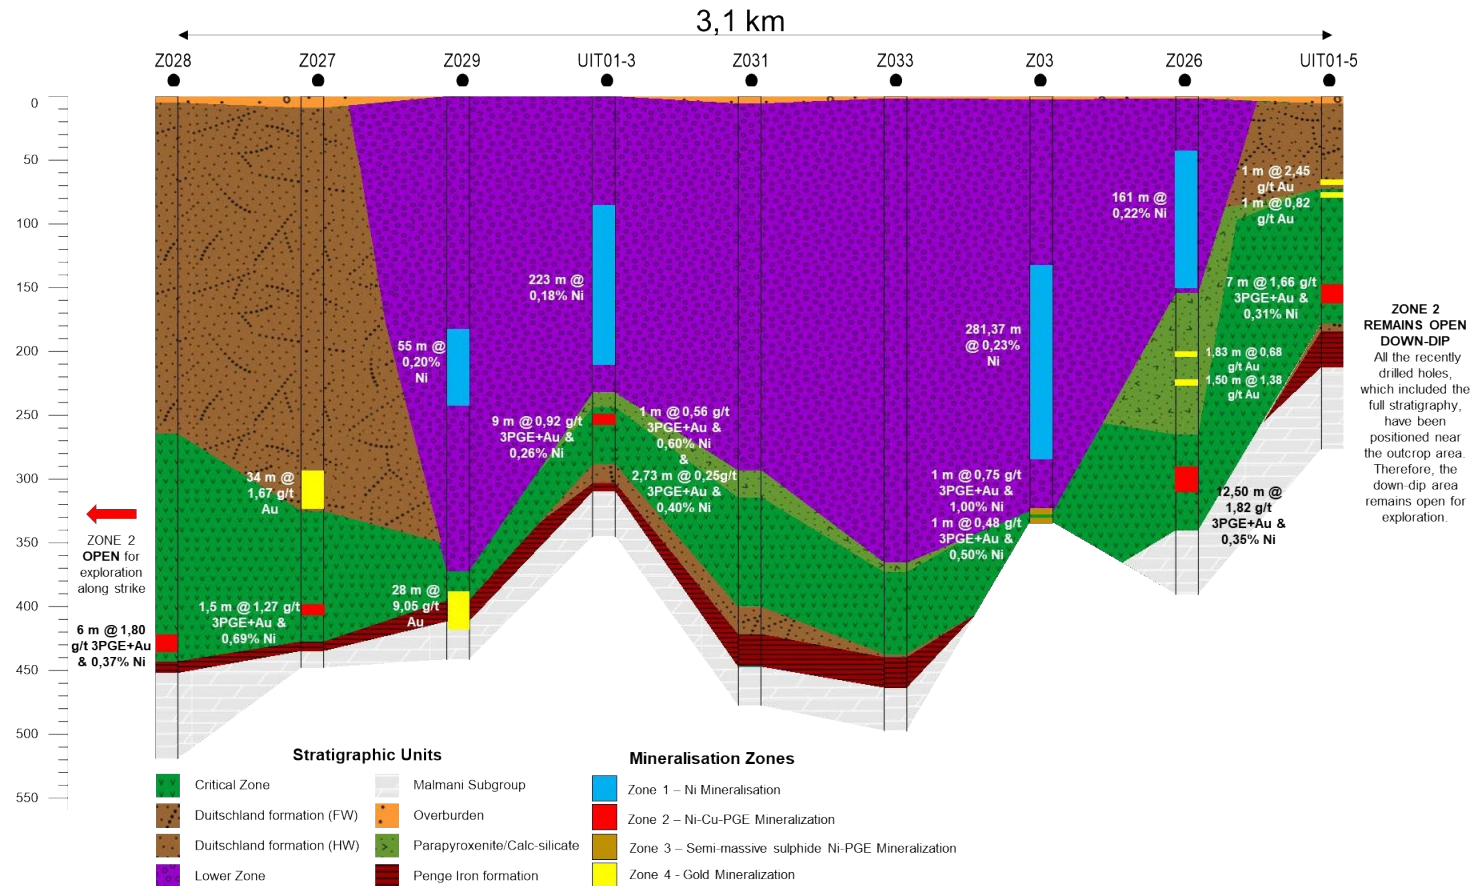 3,1 km
Z028
Z027
Z029
UIT01-3
Z031
Z033
Z03
Z026
UIT01-5
0
50
100
150
200
250
300
350
400
450
500
550
ZONE 2
OPEN for
exploration
along strike
6 m @ 1,80
g/t 3PGE+Au
& 0,37% Ni
34 m @
1,67 g/t
Au
1,5 m @ 1,27 g/t
3PGE+Au &
0,69% Ni
55 m @
0,20%
Ni
28 m @
9,05 g/t
Au
223 m @
0,18% Ni
9 m @ 0,92 g/t
3PGE+Au &
0,26% Ni
1 m @ 0,56 g/t
3PGE+Au &
0,60% Ni
&
2,73 m @ 0,25g/t
3PGE+Au &
0,40% Ni
281,37 m
@ 0,23%
Ni
1 m @ 0,75 g/t
3PGE+Au &
1,00% Ni
1 m @ 0,48 g/t
3PGE+Au &
0,50% Ni
161 m @
0,22% Ni
1,83 m @ 0,68
g/t Au
1,50 m @ 1,38
g/t Au
12,50 m @
1,82 g/t
3PGE+Au &
0,35% Ni
1 m @ 2,45
g/t Au
1 m @ 0,82
g/t Au
7 m @ 1,66 g/t
3PGE+Au &
0,31% Ni
ZONE 2
REMAINS OPEN
DOWN-DIP
All the recently
drilled holes,
which included the
full stratigraphy,
have been
positioned near
the outcrop area.
Therefore, the
down-dip area
remains open for
exploration.
Stratigraphic Units
Critical Zone
Duitschland formation (FW)
Duitschland formation (HW)
Lower Zone
Malmani Subgroup
Overburden
Parapyroxenite/Calc-silicate
Penge Iron formation
Mineralisation Zones
Zone 1 – Ni Mineralisation
Zone 2 – Ni-Cu-PGE Mineralization
Zone 3 – Semi-massive sulphide Ni-PGE Mineralization
Zone 4 - Gold Mineralization